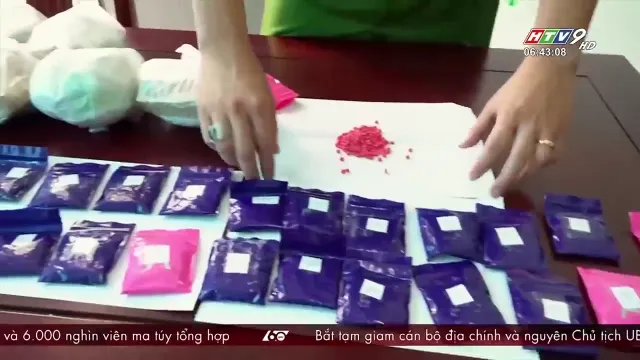 HTV9 HD
06:43:08
và 6.000 nghìn viên ma túy tổng hợp
Bắt tạm giam cán bộ địa chính và nguyên Chủ tịch UB